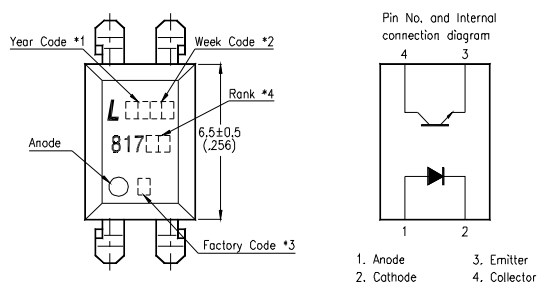 Year Code *1
Week Code *2
L
Rank *4
817
6.5±0.5
(.256)
Anode
Factory Code *3
Pin No. and Internal
connection diagram
4 3
1 2
1. Anode 3. Emitter
2. Cathode 4. Collector